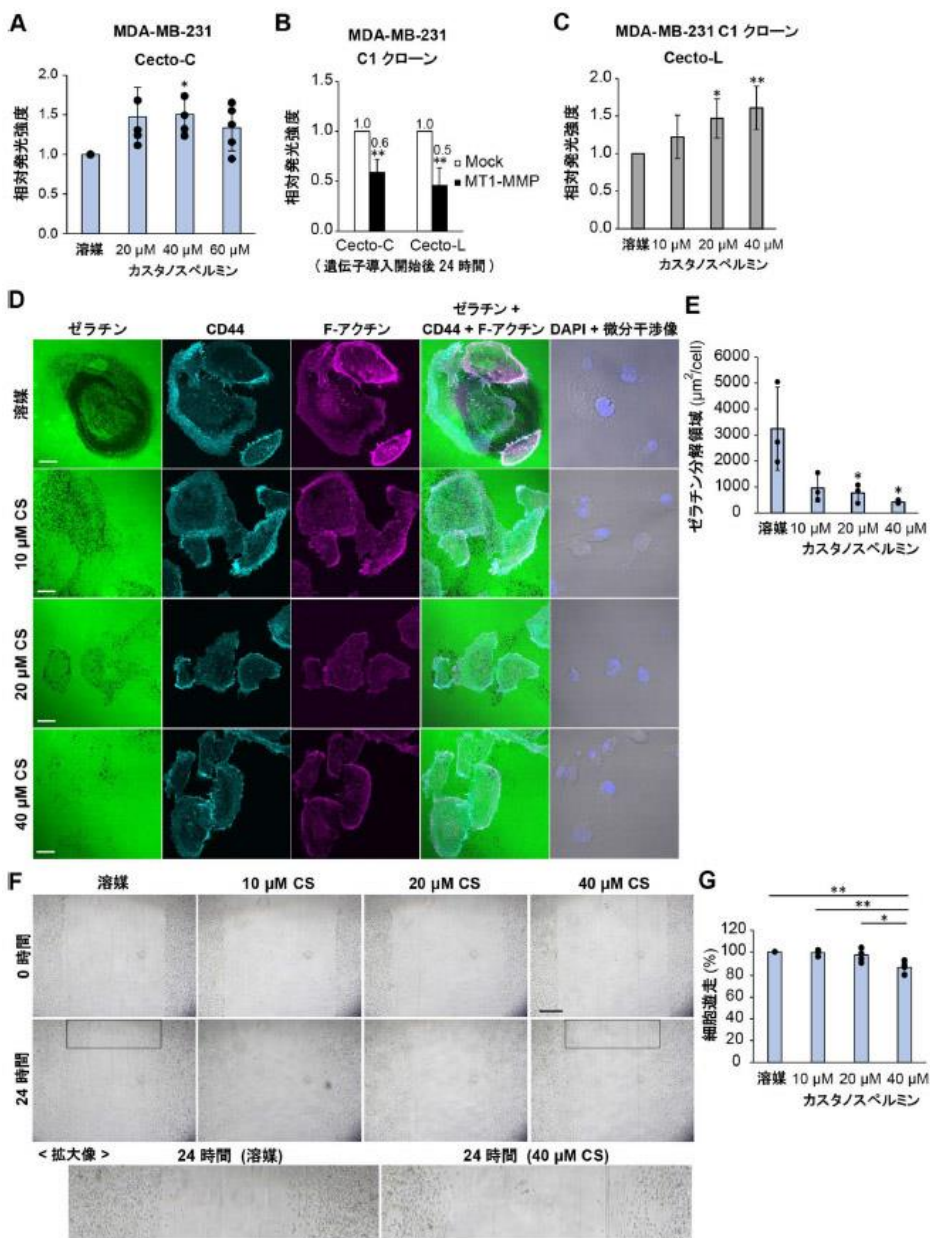 A
MDA-MB-231
Cecto-C
相対発光強度
2.0
1.5
1.0
0.5
0.0
*
溶媒 20 µM 40 µM 60 µM
カスタノスペルミン
B
MDA-MB-231
C1 クローン
相対発光強度
1.5
1.0
0.5
0.0
1.0
0.6
**
1.0
0.5
**
Mock
MT1-MMP
Cecto-C Cecto-L
( 遺伝子導入開始後 24 時間 )
C
MDA-MB-231 C1 クローン
Cecto-L
相対発光強度
2.0
1.5
1.0
0.5
0.0
*
**
溶媒 10 µM 20 µM 40 µM
カスタノスペルミン
D
ゼラチン
CD44
F-アクチン
ゼラチン +
CD44 + F-アクチン
DAPI + 微分干渉像
溶媒
10 µM CS
20 µM CS
40 µM CS
E
ゼラチン分解領域 (µm²/cell)
6000
5000
4000
3000
2000
1000
0
*
*
溶媒 10 µM 20 µM 40 µM
カスタノスペルミン
F
溶媒
10 µM CS
20 µM CS
40 µM CS
0 時間
24 時間
< 拡大像 >
24 時間 (溶媒)
24 時間 (40 µM CS)
G
**
**
*
細胞遊走 (%)
120
100
80
60
40
20
0
溶媒 10 µM 20 µM 40 µM
カスタノスペルミン